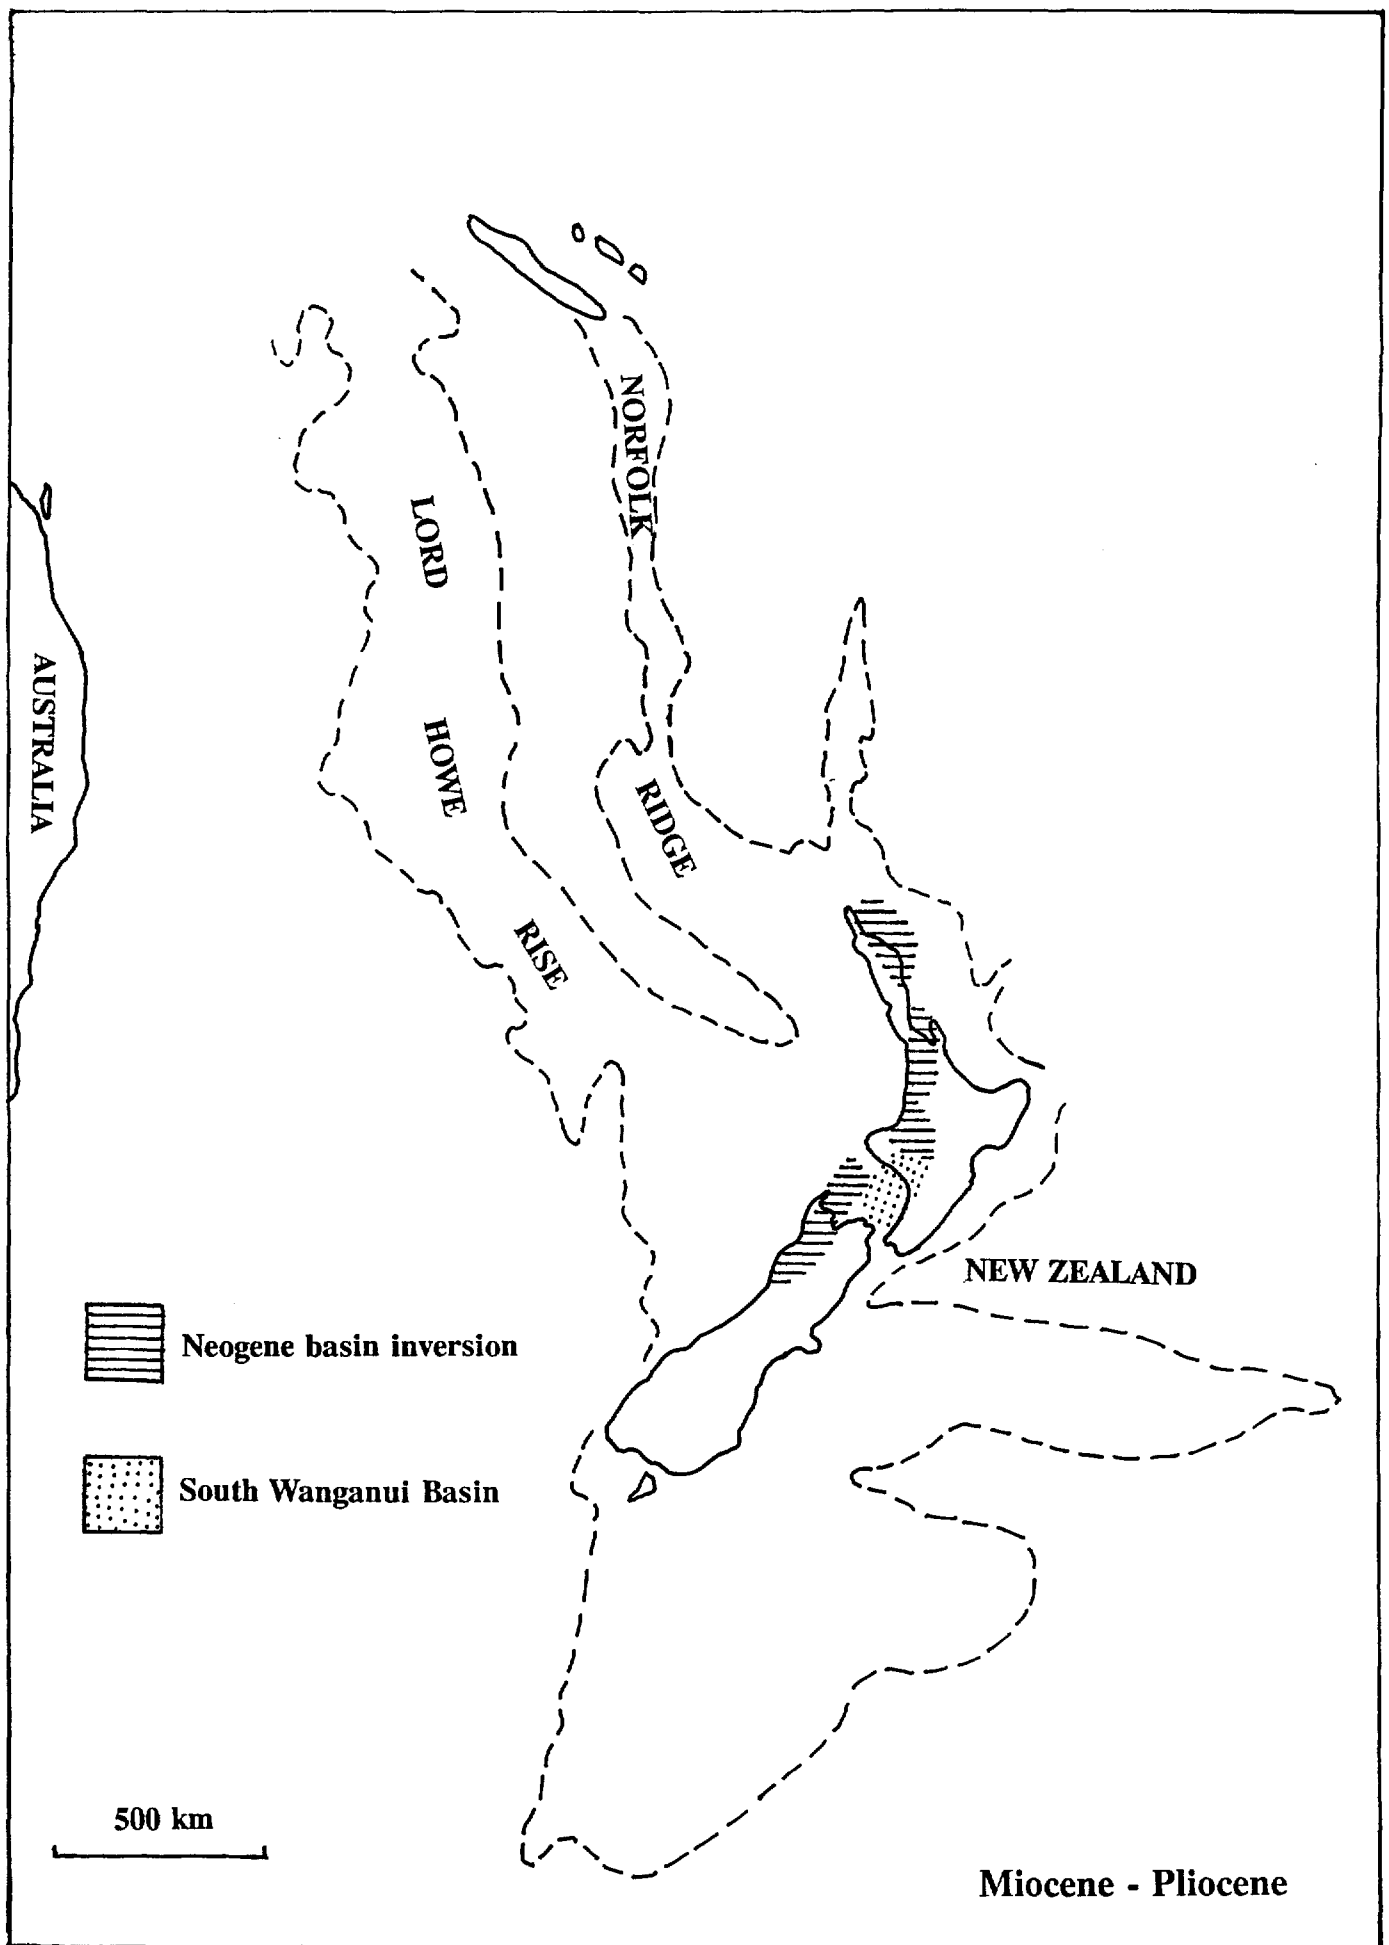 NORFOLK
LORD
AUSTRALIA
HOWE
RIDGE
RISE
NEW ZEALAND
Neogene basin inversion
South Wanganui Basin
500 km
Miocene - Pliocene